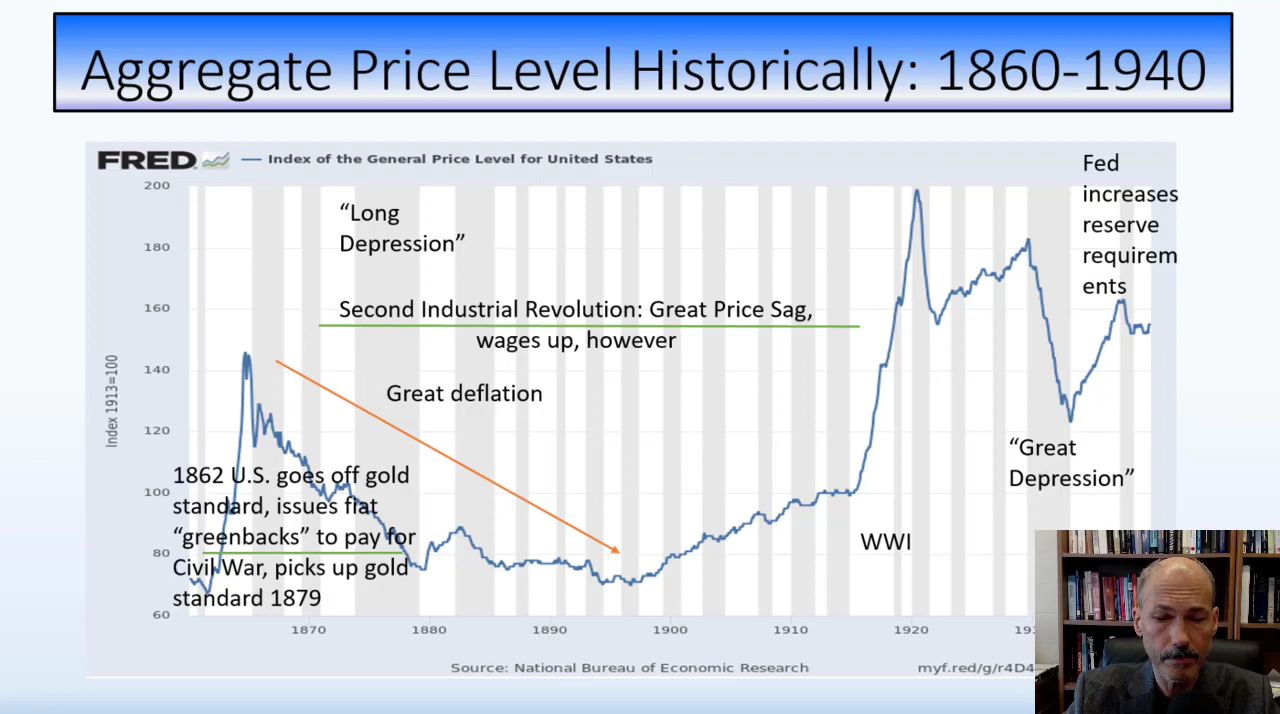 Aggregate Price Level Historically: 1860-1940
FRED
Index of the General Price Level for United States
Fed
increases
reserve
requirem
ents
"Long
Depression"
Second Industrial Revolution: Great Price Sag,
wages up, however
Great deflation
1862 U.S. goes off gold
standard, issues fiat
"greenbacks" to pay for
Civil War, picks up gold
standard 1879
"Great
Depression"
WWI
Index 1913=100
200
180
160
140
120
100
80
60
1870
1880
1890
1900
1910
1920
Source: National Bureau of Economic Research
myf.red/g/r4D4